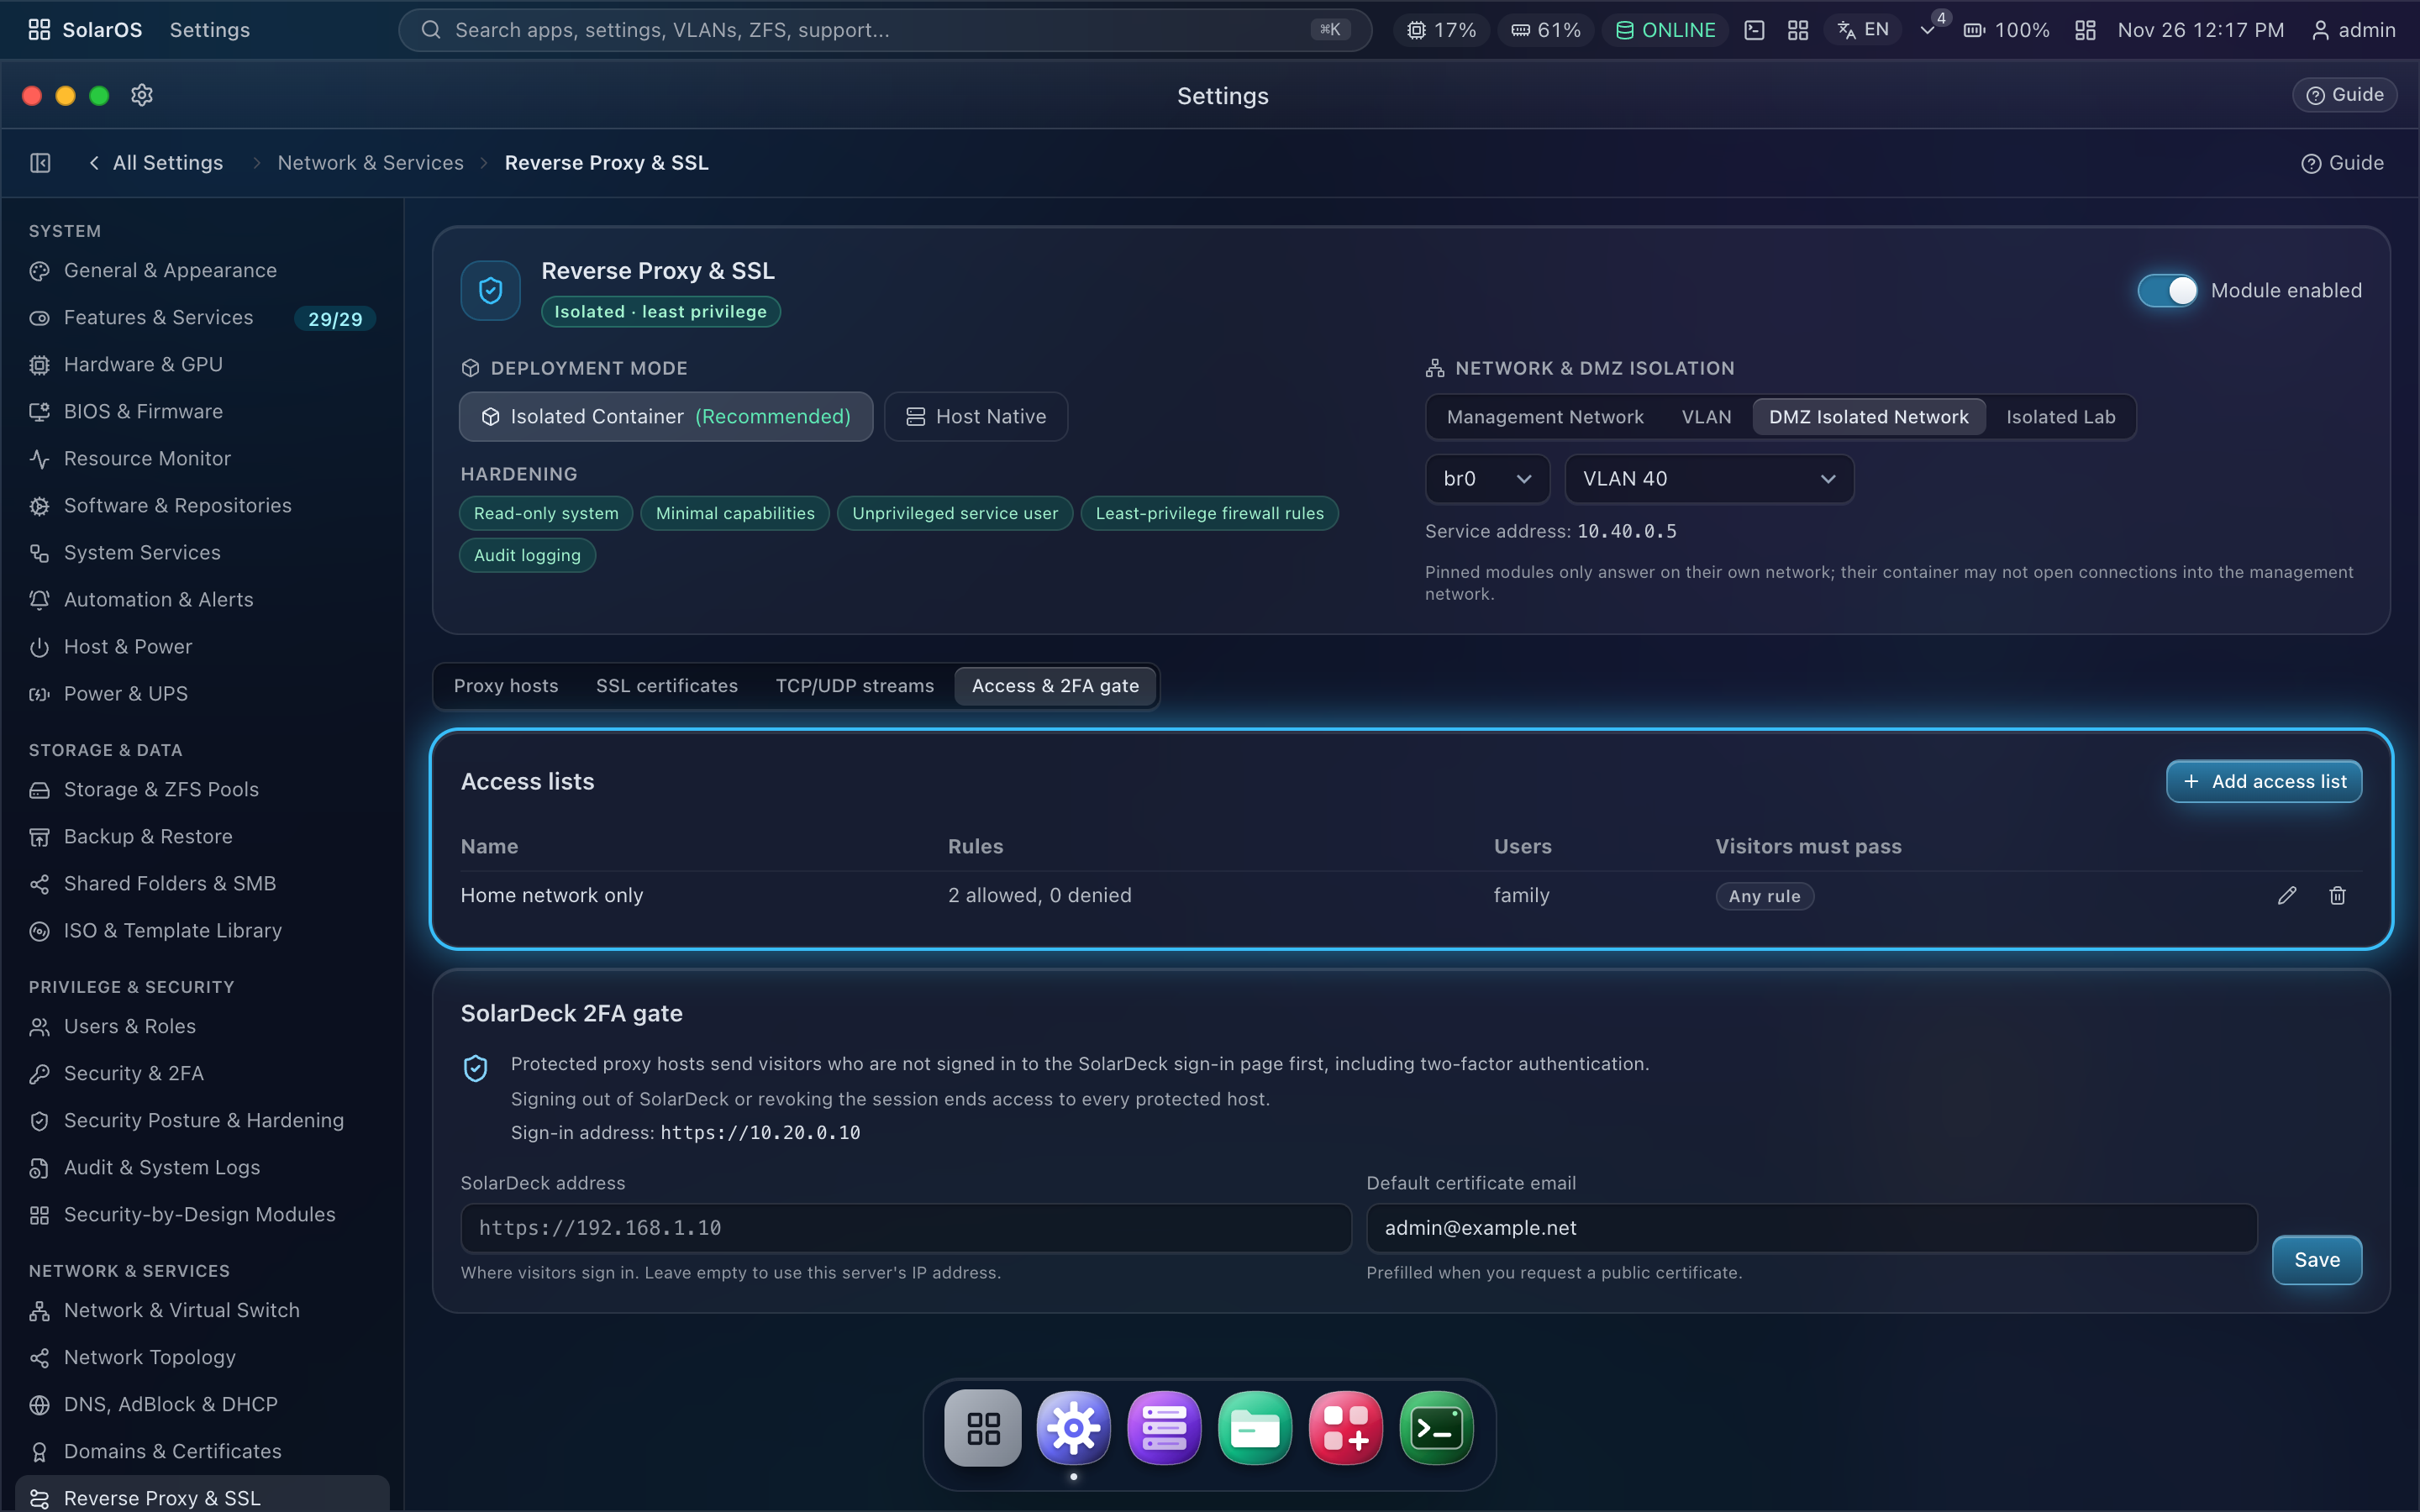 SolarOS Settings Search apps, settings, VLANs, ZFS, support... ⌘K 17% 61% ONLINE EN 4 100% Nov 26 12:17 PM admin
Settings Guide
All Settings Network & Services Reverse Proxy & SSL Guide
SYSTEM
General & Appearance
Features & Services 29/29
Hardware & GPU
BIOS & Firmware
Resource Monitor
Software & Repositories
System Services
Automation & Alerts
Host & Power
Power & UPS
STORAGE & DATA
Storage & ZFS Pools
Backup & Restore
Shared Folders & SMB
ISO & Template Library
PRIVILEGE & SECURITY
Users & Roles
Security & 2FA
Security Posture & Hardening
Audit & System Logs
Security-by-Design Modules
NETWORK & SERVICES
Network & Virtual Switch
Network Topology
DNS, AdBlock & DHCP
Domains & Certificates
Reverse Proxy & SSL
Reverse Proxy & SSL
Isolated · least privilege
Module enabled
DEPLOYMENT MODE
Isolated Container (Recommended) Host Native
HARDENING
Read-only system Minimal capabilities Unprivileged service user Least-privilege firewall rules
Audit logging
NETWORK & DMZ ISOLATION
Management Network VLAN DMZ Isolated Network Isolated Lab
br0 VLAN 40
Service address: 10.40.0.5
Pinned modules only answer on their own network; their container may not open connections into the management
network.
Proxy hosts SSL certificates TCP/UDP streams Access & 2FA gate
Access lists + Add access list
Name Rules Users Visitors must pass
Home network only 2 allowed, 0 denied family Any rule
SolarDeck 2FA gate
Protected proxy hosts send visitors who are not signed in to the SolarDeck sign-in page first, including two-factor authentication.
Signing out of SolarDeck or revoking the session ends access to every protected host.
Sign-in address: https://10.20.0.10
SolarDeck address Default certificate email
https://192.168.1.10 admin@example.net
Save
Where visitors sign in. Leave empty to use this server's IP address. Prefilled when you request a public certificate.